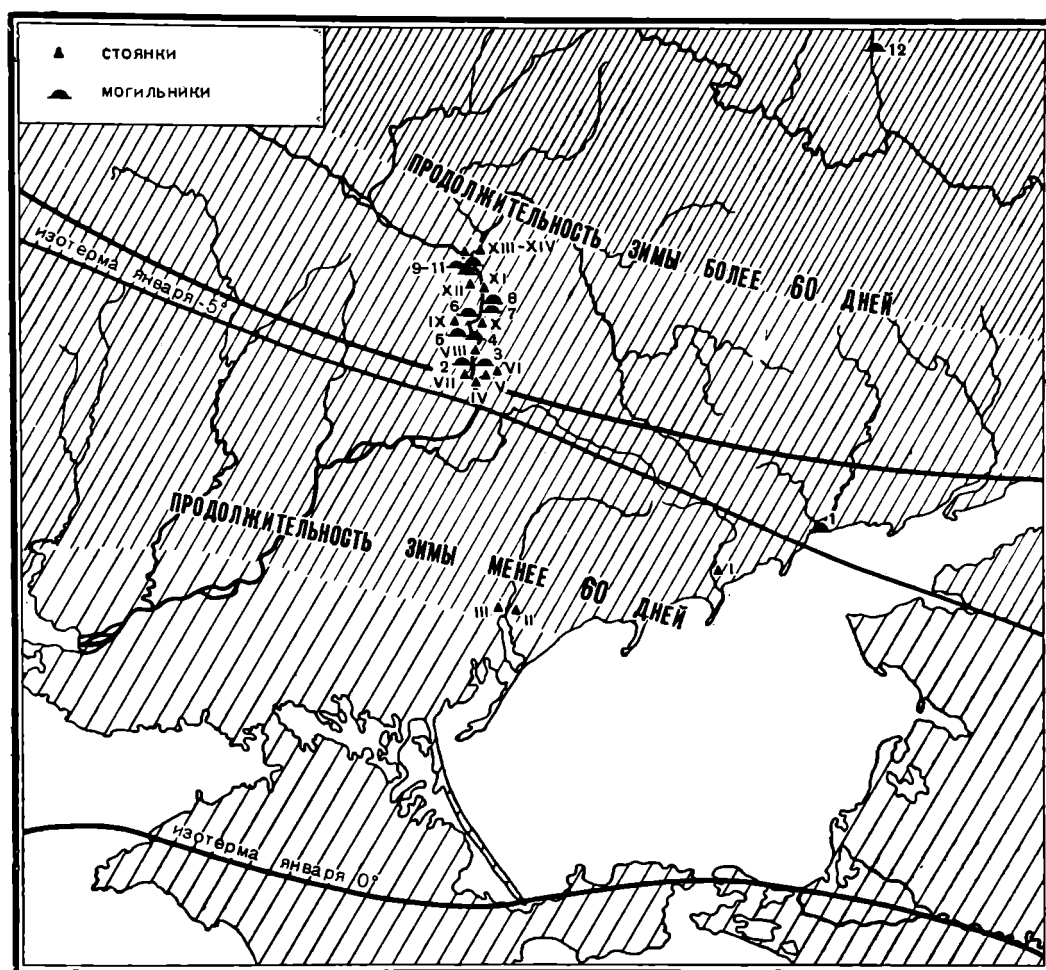 СТОЯНКИ
МОГИЛЬНИКИ
12
ПРОДОЛЖИТЕЛЬНОСТЬ ЗИМЫ БОЛЕЕ 60 ДНЕЙ
изотерма января -5°
XIII-XIV
9-11
XI
XII
8
6
7
IX
X
5
4
VIII
3
2
VI
VII
V
IV
ПРОДОЛЖИТЕЛЬНОСТЬ ЗИМЫ МЕНЕЕ 60 ДНЕЙ
1
I
III
II
изотерма января 0°